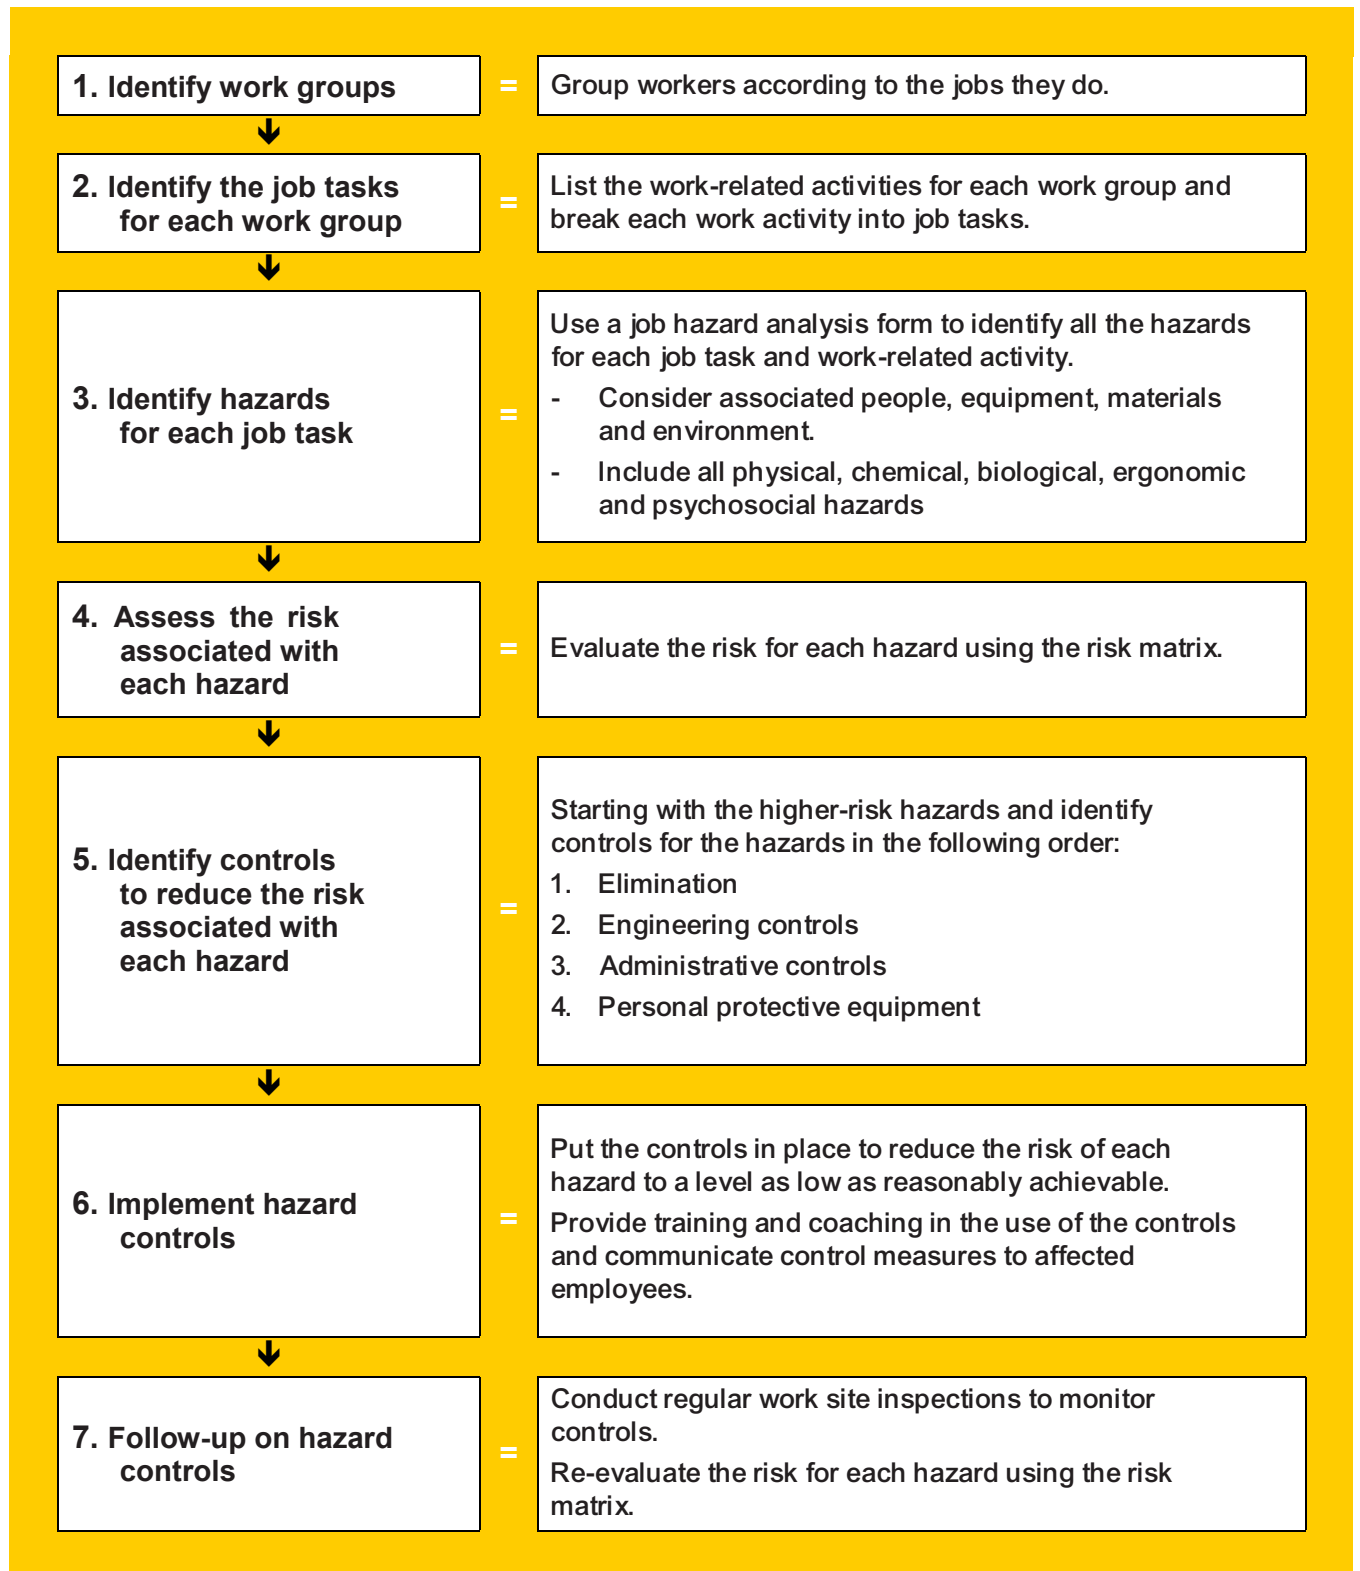 1. Identify work groups
=
Group workers according to the jobs they do.
2. Identify the job tasks
for each work group
=
List the work-related activities for each work group and
break each work activity into job tasks.
3. Identify hazards
for each job task
=
Use a job hazard analysis form to identify all the hazards
for each job task and work-related activity.
- Consider associated people, equipment, materials
and environment.
- Include all physical, chemical, biological, ergonomic
and psychosocial hazards
4. Assess the risk
associated with
each hazard
=
Evaluate the risk for each hazard using the risk matrix.
5. Identify controls
to reduce the risk
associated with
each hazard
=
Starting with the higher-risk hazards and identify
controls for the hazards in the following order:
1. Elimination
2. Engineering controls
3. Administrative controls
4. Personal protective equipment
6. Implement hazard
controls
=
Put the controls in place to reduce the risk of each
hazard to a level as low as reasonably achievable.
Provide training and coaching in the use of the controls
and communicate control measures to affected
employees.
7. Follow-up on hazard
controls
=
Conduct regular work site inspections to monitor
controls.
Re-evaluate the risk for each hazard using the risk
matrix.